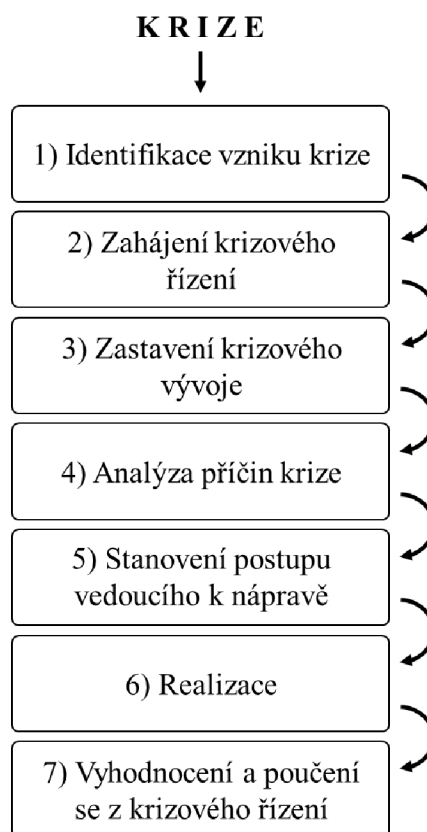 K R I Z E
1) Identifikace vzniku krize
2) Zahájení krizového
řízení
3) Zastavení krizového
vývoje
4) Analýza příčin krize
5) Stanovení postupu
vedoucího k nápravě
6) Realizace
7) Vyhodnocení a poučení
se z krizového řízení